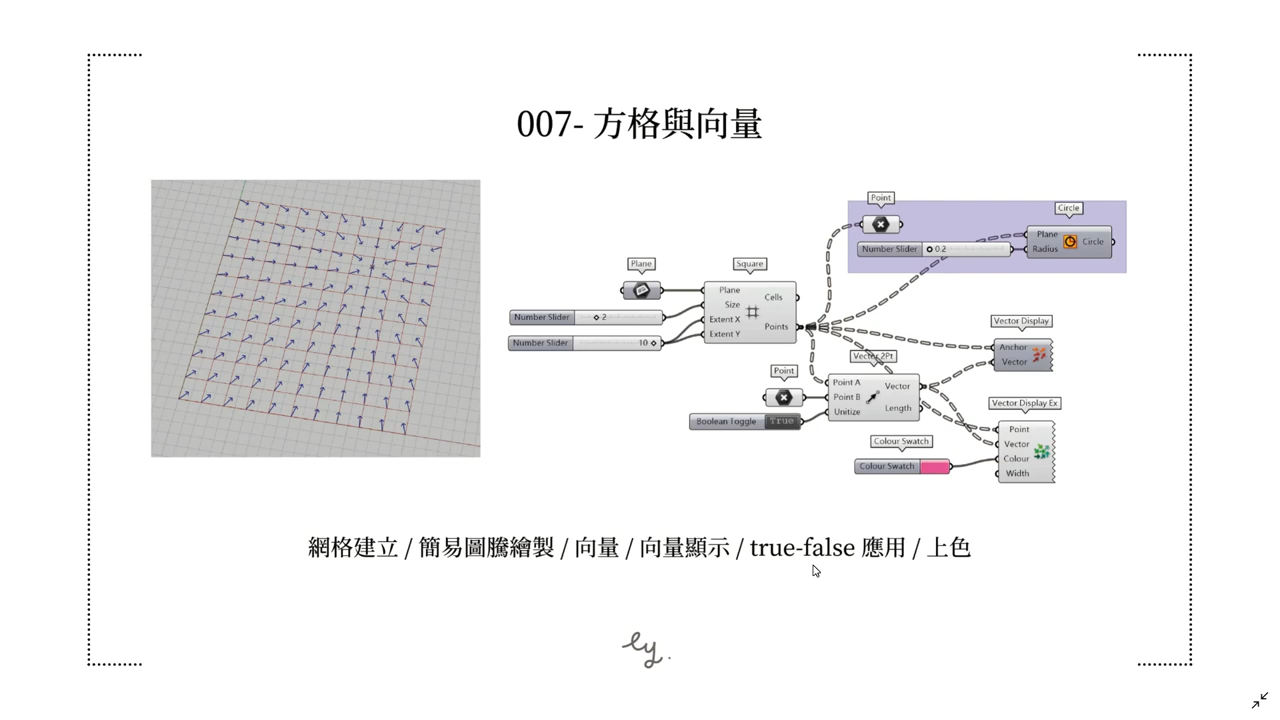 007- 方格與向量
Point
Circle
Plane
Radius
Circle
Number Slider
0.2
Plane
Square
Plane
Size
Extent X
Extent Y
Cells
Points
Number Slider
2
Number Slider
10
Vector Display
Anchor
Vector
Vector 2Pt
Point
Point A
Point B
Unitize
Vector
Length
Boolean Toggle
True
Vector Display Ex
Point
Vector
Colour
Width
Colour Swatch
Colour Swatch
網格建立 / 簡易圖騰繪製 / 向量 / 向量顯示 / true-false 應用 / 上色
ly.